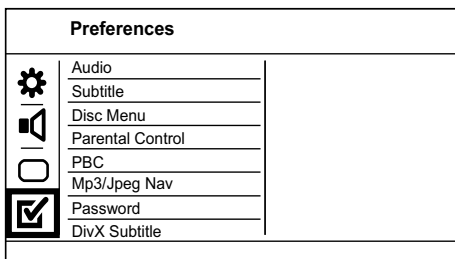 Preferences
Audio
Subtitle
Disc Menu
Parental Control
PBC
Mp3/Jpeg Nav
Password
DivX Subtitle